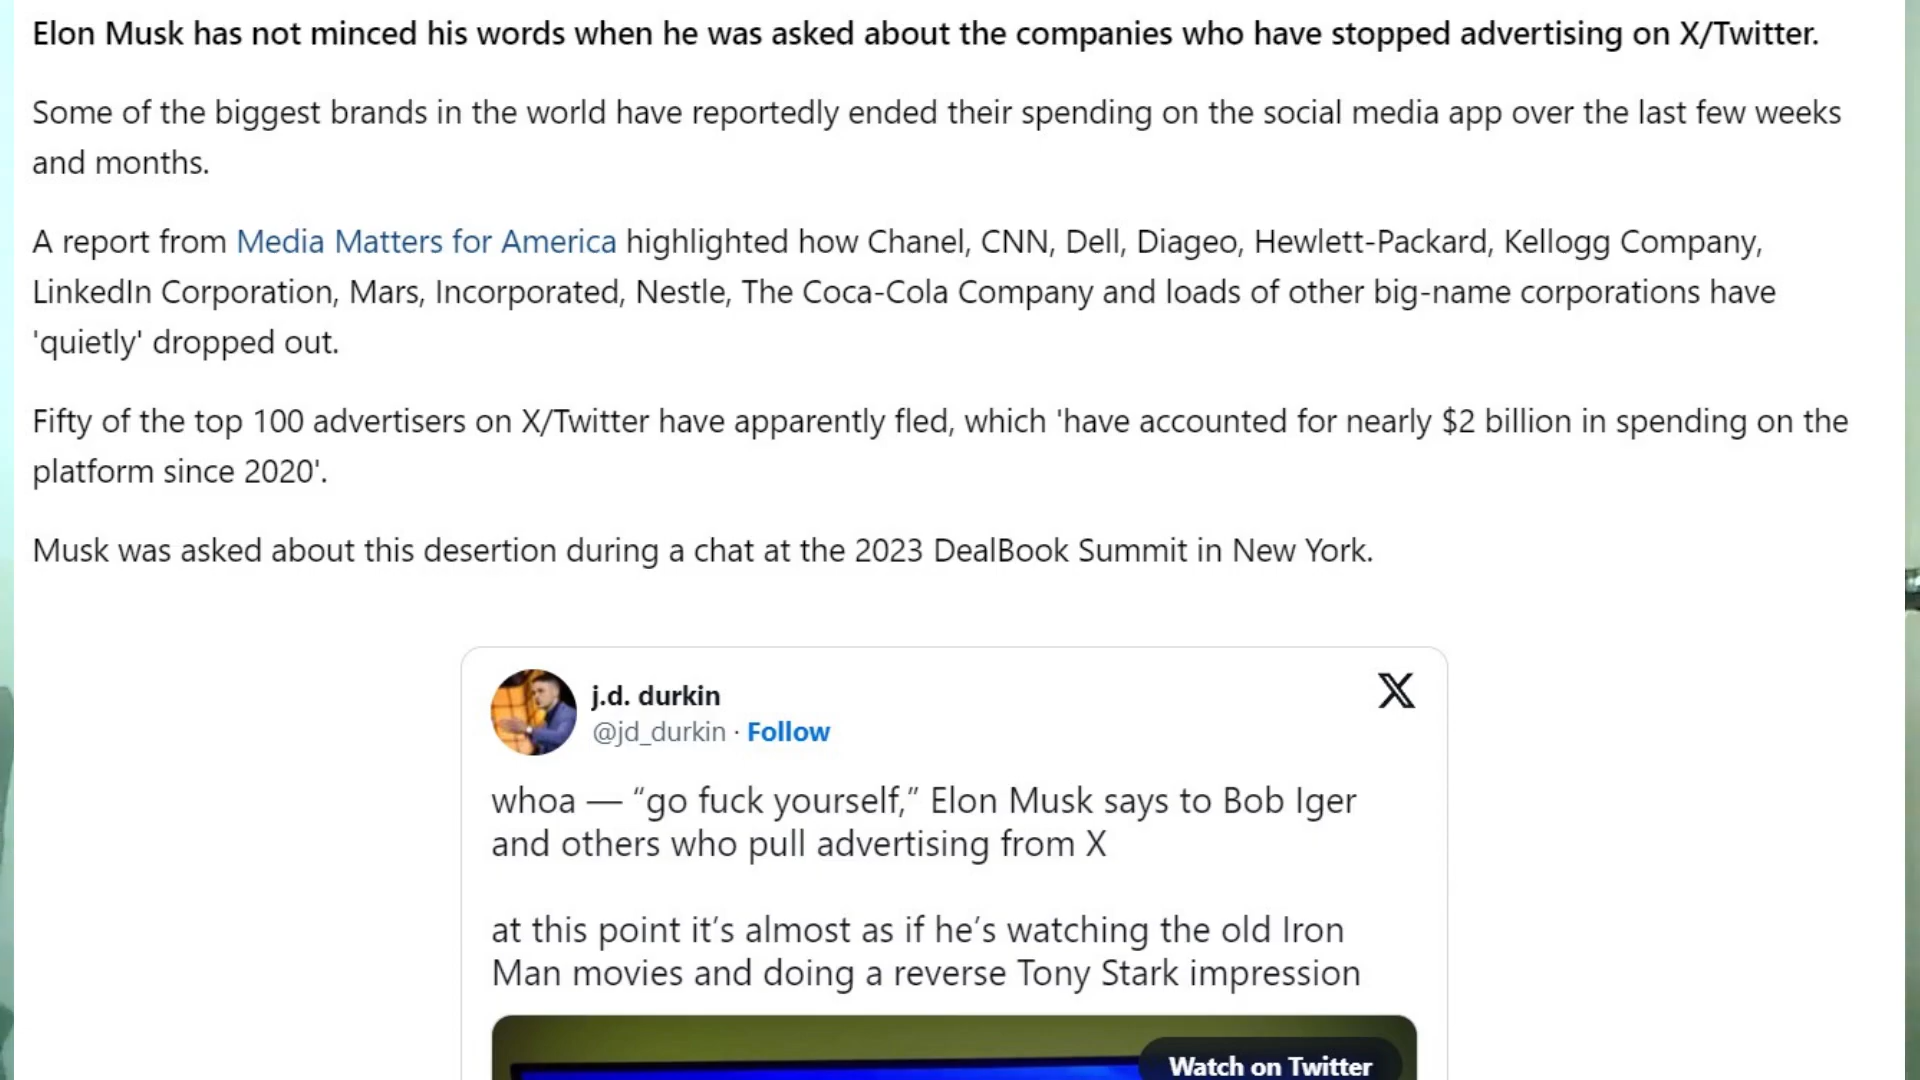 Elon Musk has not minced his words when he was asked about the companies who have stopped advertising on X/Twitter.
Some of the biggest brands in the world have reportedly ended their spending on the social media app over the last few weeks
and months.
A report from Media Matters for America highlighted how Chanel, CNN, Dell, Diageo, Hewlett-Packard, Kellogg Company,
LinkedIn Corporation, Mars, Incorporated, Nestle, The Coca-Cola Company and loads of other big-name corporations have
'quietly' dropped out.
Fifty of the top 100 advertisers on X/Twitter have apparently fled, which 'have accounted for nearly $2 billion in spending on the
platform since 2020'.
Musk was asked about this desertion during a chat at the 2023 DealBook Summit in New York.
j.d. durkin
@jd_durkin · Follow
whoa — “go fuck yourself,” Elon Musk says to Bob Iger
and others who pull advertising from X
at this point it’s almost as if he’s watching the old Iron
Man movies and doing a reverse Tony Stark impression
Watch on Twitter